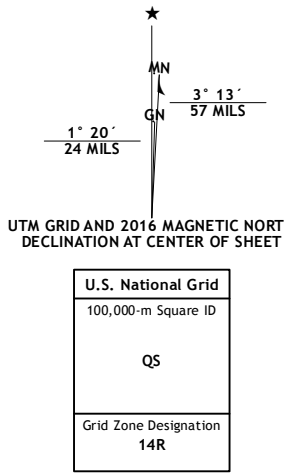 MN
3° 13´
57 MILS
GN
1° 20´
24 MILS
UTM GRID AND 2016 MAGNETIC NORT
DECLINATION AT CENTER OF SHEET
U.S. National Grid
100,000-m Square ID
QS
Grid Zone Designation
14R